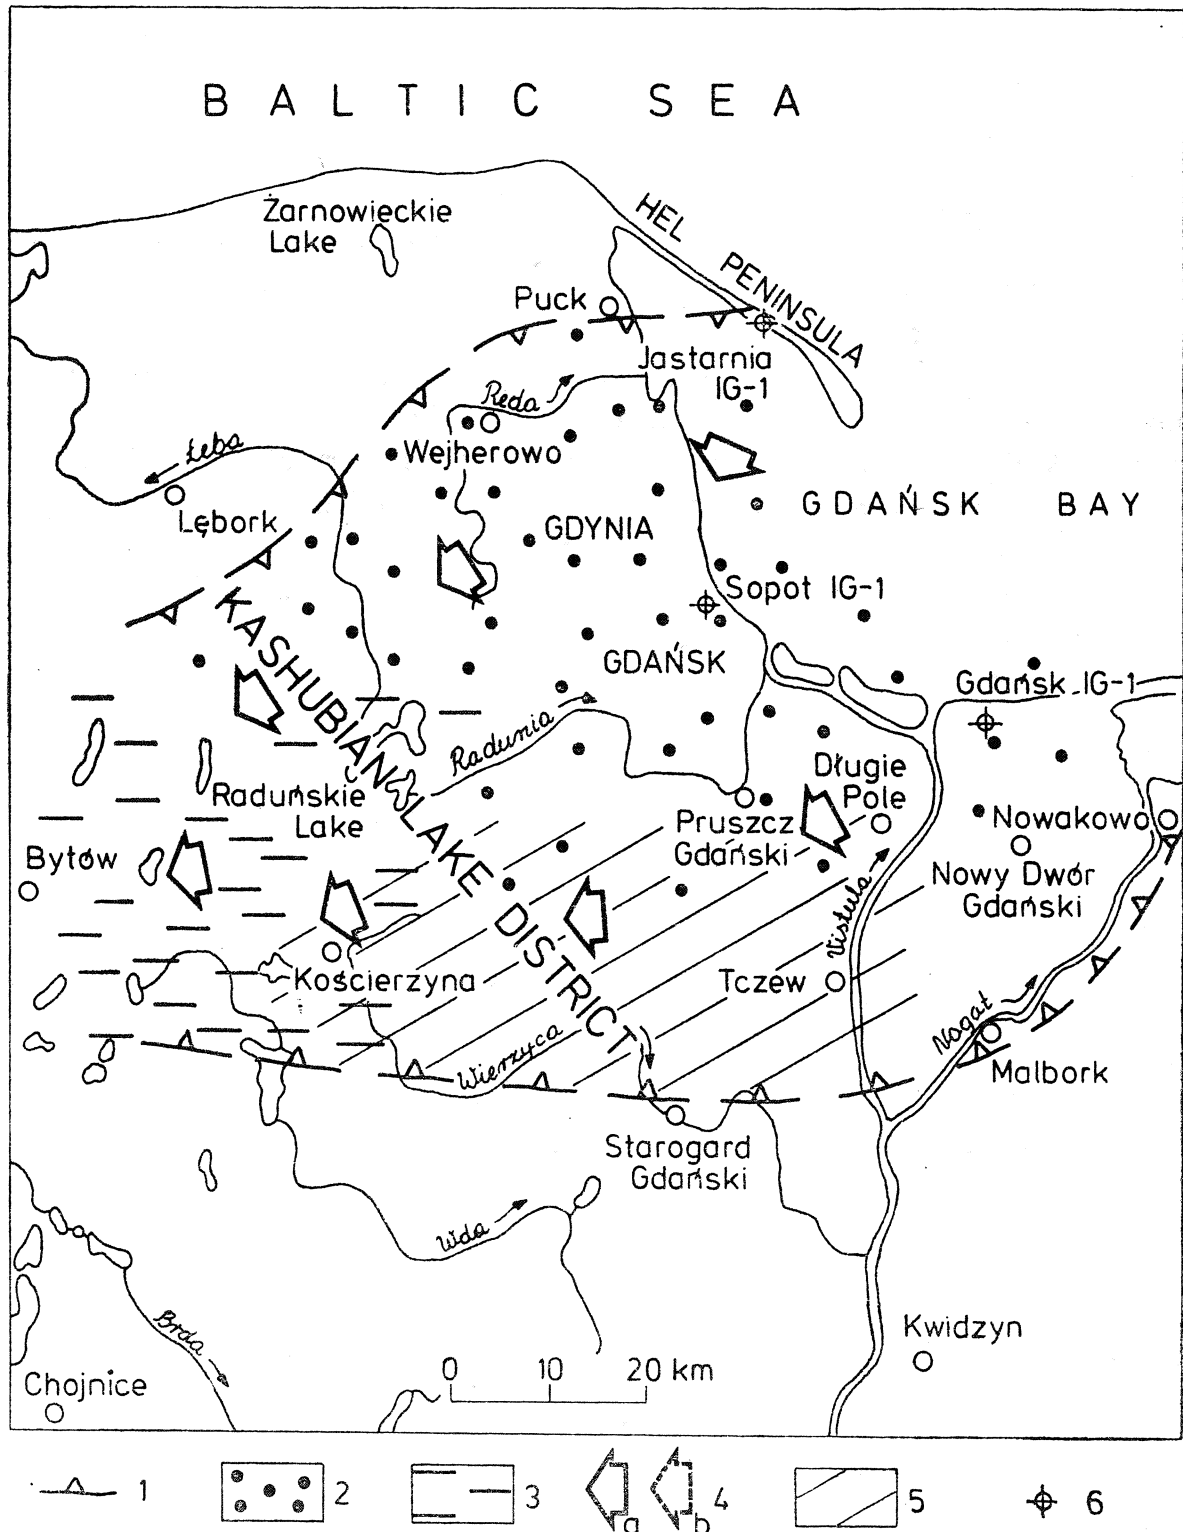 BALTIC SEA
Żarnowieckie
Lake
HEL
PENINSULA
Puck
Jastarnia
IG-1
Reda
Wejherowo
Łeba
Lębork
GDYNIA
GDAŃSK BAY
Sopot IG-1
KASHUBIAN LAKE DISTRICT
GDAŃSK
Gdańsk IG-1
Radunia
Długie
Pole
Raduńskie
Lake
Pruszcz
Gdański
Nowakowo
Bytów
Nowy Dwór
Gdański
Vistula
Kościerzyna
Tczew
Nogat
Wierzyca
Malbork
Starogard
Gdański
Wda
Brda
Kwidzyn
Chojnice
0 10 20 km
1 2 3 a b 4 5 6